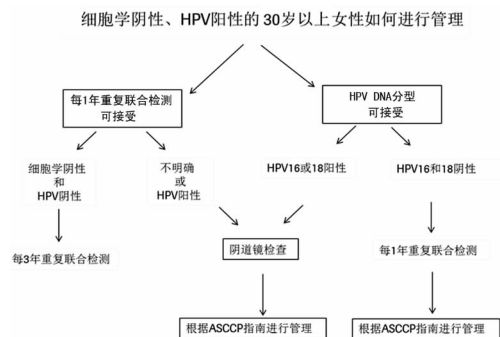 细胞学阴性、HPV阳性的 30岁以上女性如何进行管理
每1年重复联合检测
可接受
HPV DNA分型
可接受
细胞学阴性
和
HPV阴性
不明确
或
HPV阳性
HPV16或18阳性
HPV16和18阴性
每3年重复联合检测
阴道镜检查
每1年重复联合检测
根据ASCCP指南进行管理
根据ASCCP指南进行管理